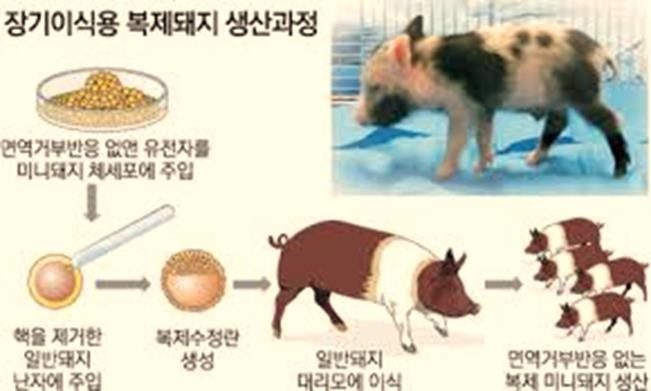 장기이식용 복제돼지 생산과정
면역거부반응 없앤 유전자를
미니돼지 체세포에 주입
핵을 제거한
일반돼지
난자에 주입
복제수정란
생성
일반돼지
대리모에 이식
면역거부반응 없는
복제 미니돼지 생산